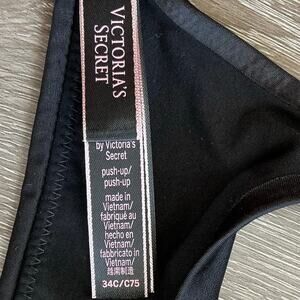 VICTORIA'S
SECRET
by Victoria's
Secret
push-up/
push-up
made in
Vietnam/
fabriqué au
Vietnam/
hecho en
Vietnam/
fabbricato in
Vietnam/
越南制造
34C/C75